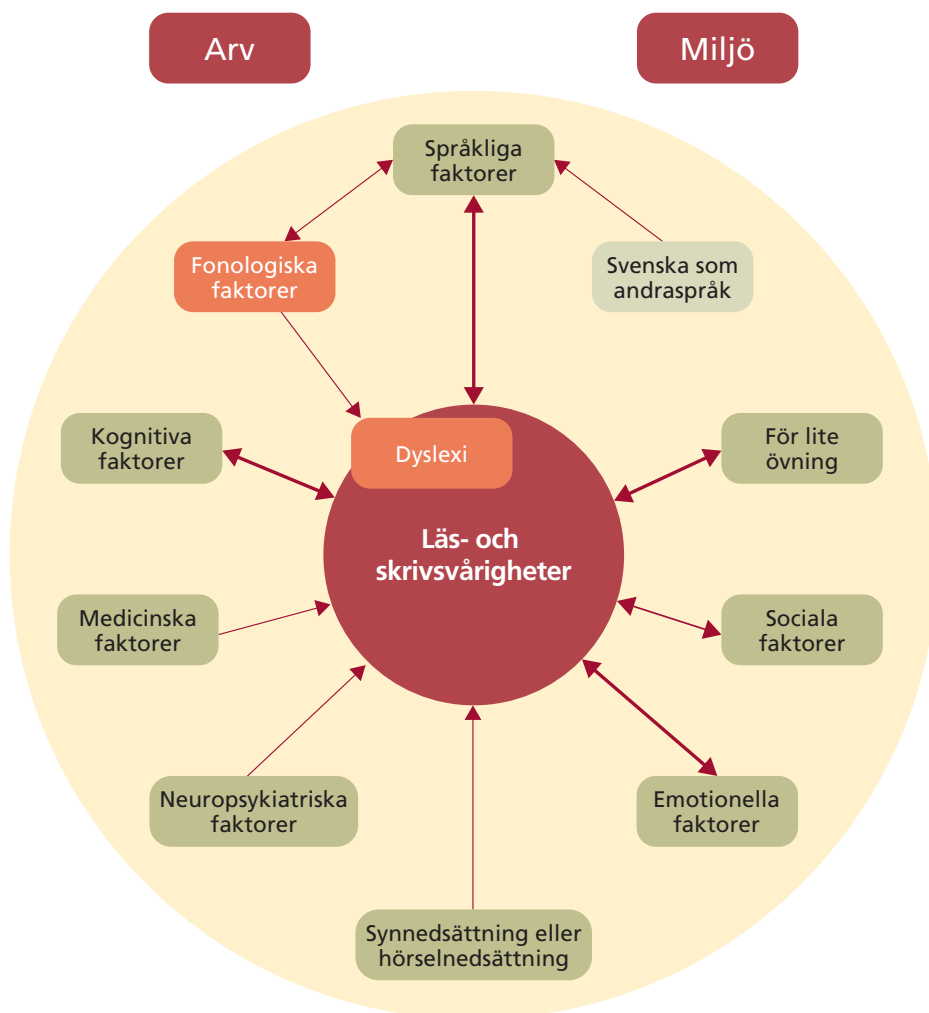 Arv
Miljö
Språkliga
faktorer
Fonologiska
faktorer
Svenska som
andraspråk
Kognitiva
faktorer
Dyslexi
För lite
övning
Läs- och
skrivsvårigheter
Medicinska
faktorer
Sociala
faktorer
Neuropsykiatriska
faktorer
Emotionella
faktorer
Synnedsättning eller
hörselnedsättning